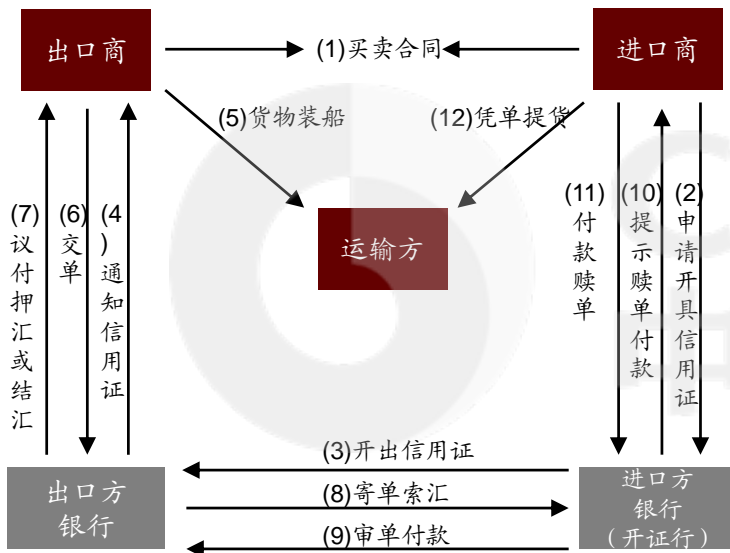 出口商
(1)买卖合同
进口商
(5)货物装船
(12)凭单提货
运输方
(7)议付押汇或结汇
(6)交单
(4)通知信用证
(11)付款赎单
(10)提示赎单付款
(2)申请开具信用证
(3)开出信用证
(8)寄单索汇
(9)审单付款
出口方
银行
进口方
银行
(开证行)